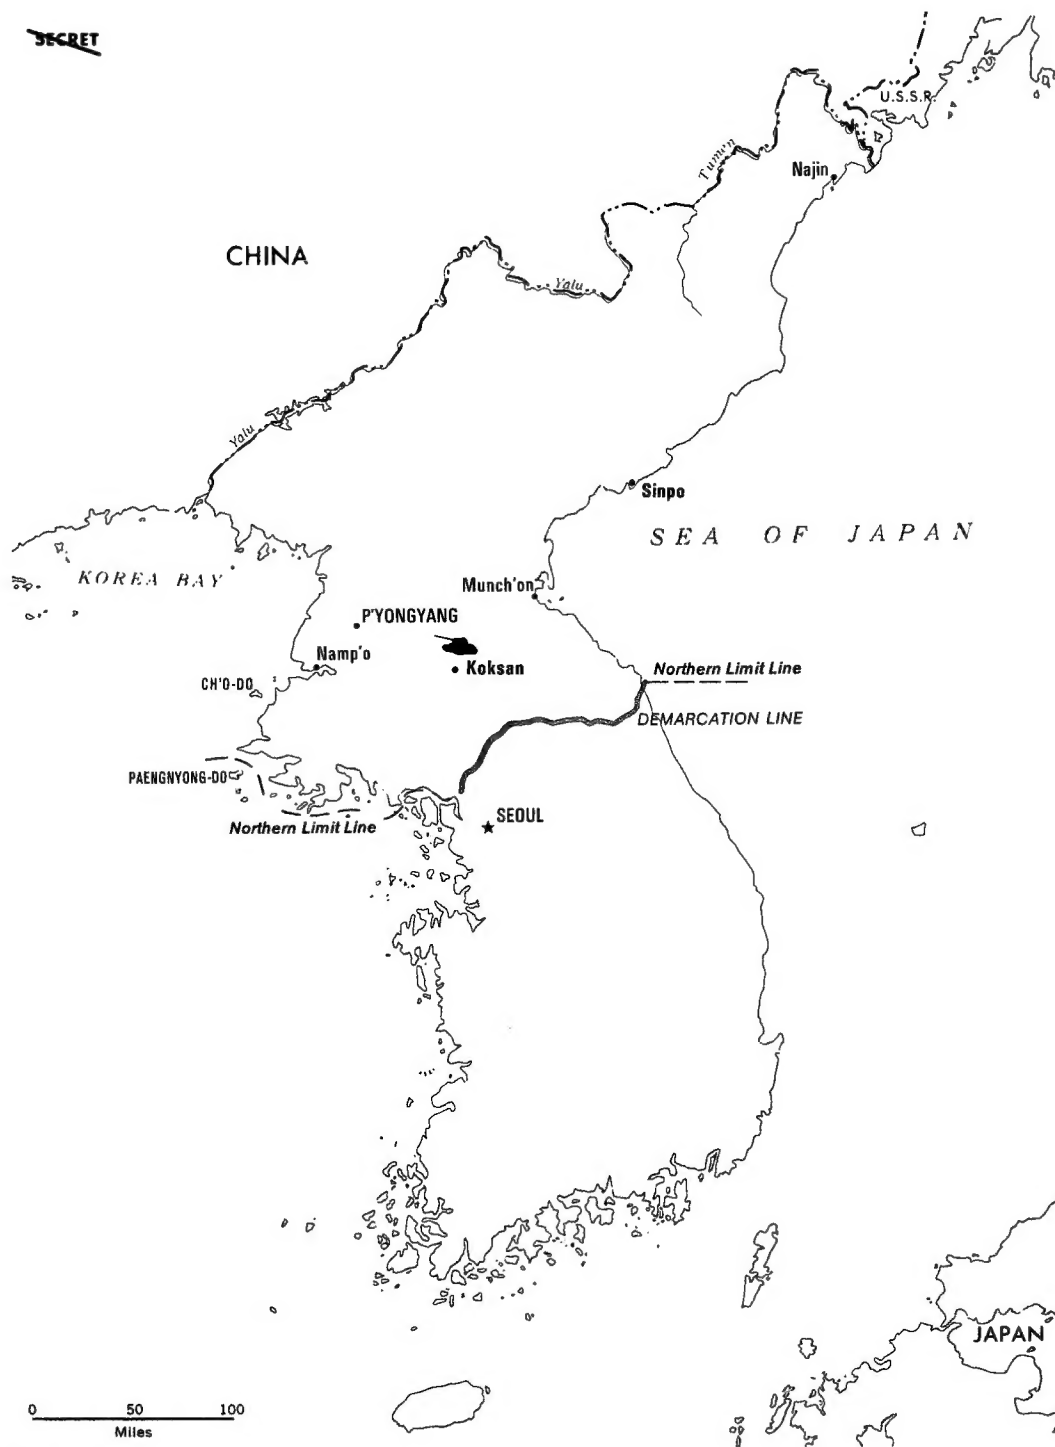 SECRET
U.S.S.R.
Tumen
Najin
CHINA
Yalu
Yalu
Sinpo
SEA OF JAPAN
KOREA BAY
Munch'on
P'YONGYANG
Namp'o
Koksan
Northern Limit Line
CH'O-DO
DEMARCATION LINE
PAENGNYONG-DO
SEOUL
Northern Limit Line
JAPAN
0 50 100
Miles